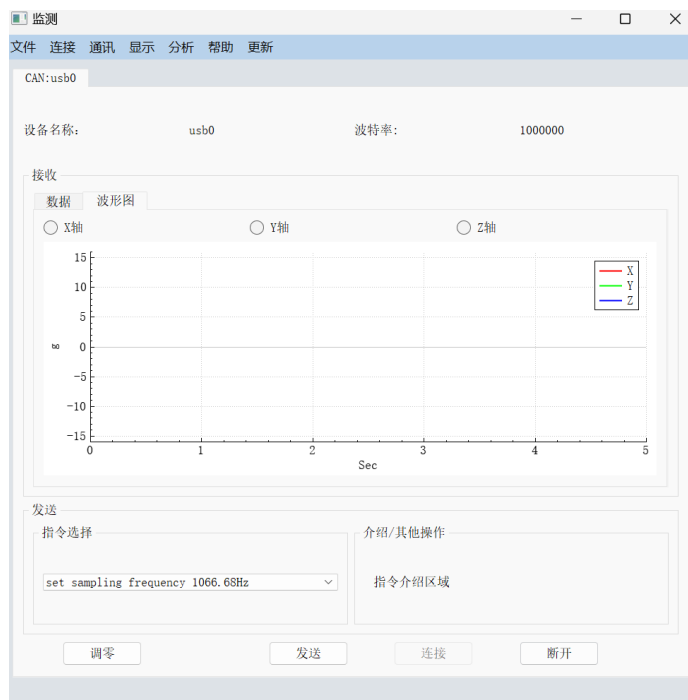 监测
文件 连接 通讯 显示 分析 帮助 更新
CAN:usb0
设备名称: usb0 波特率: 1000000
接收
数据 波形图
X轴 Y轴 Z轴
15
10
5
0
-5
-10
-15
g
X
Y
Z
0 1 2 3 4 5
Sec
发送
指令选择
set sampling frequency 1066.6SHz
介绍/其他操作
指令介绍区域
调零 发送 连接 断开